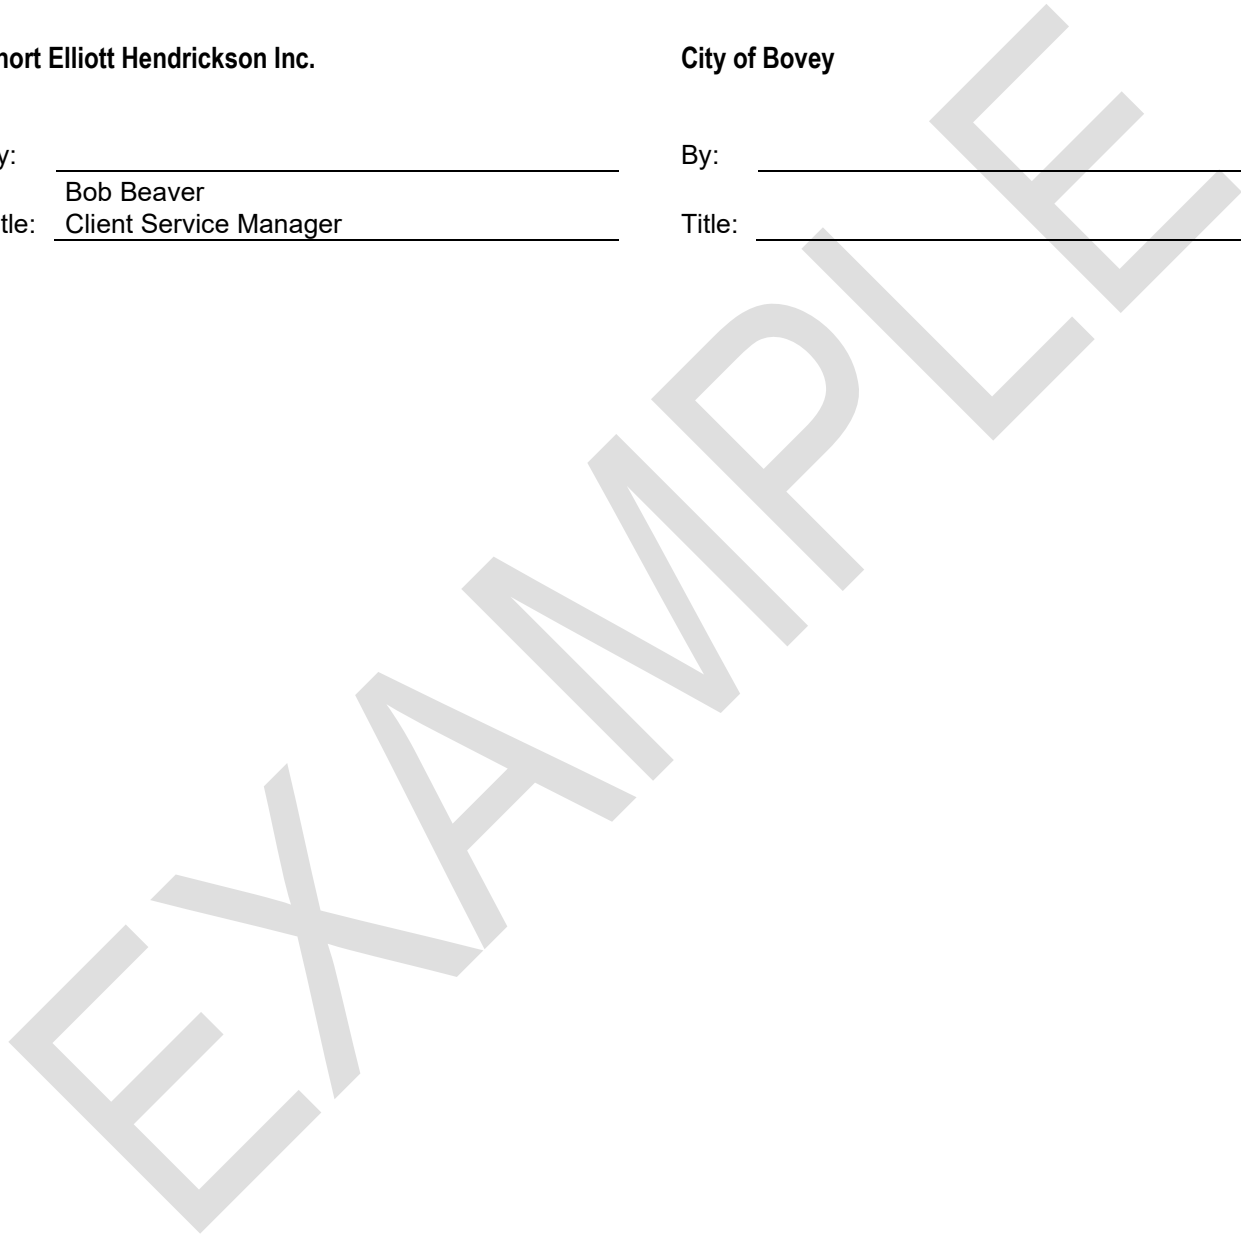 hort Elliott Hendrickson Inc. City of Bovey
y: By:
Bob Beaver
tle: Client Service Manager Title:
EXAMPLE